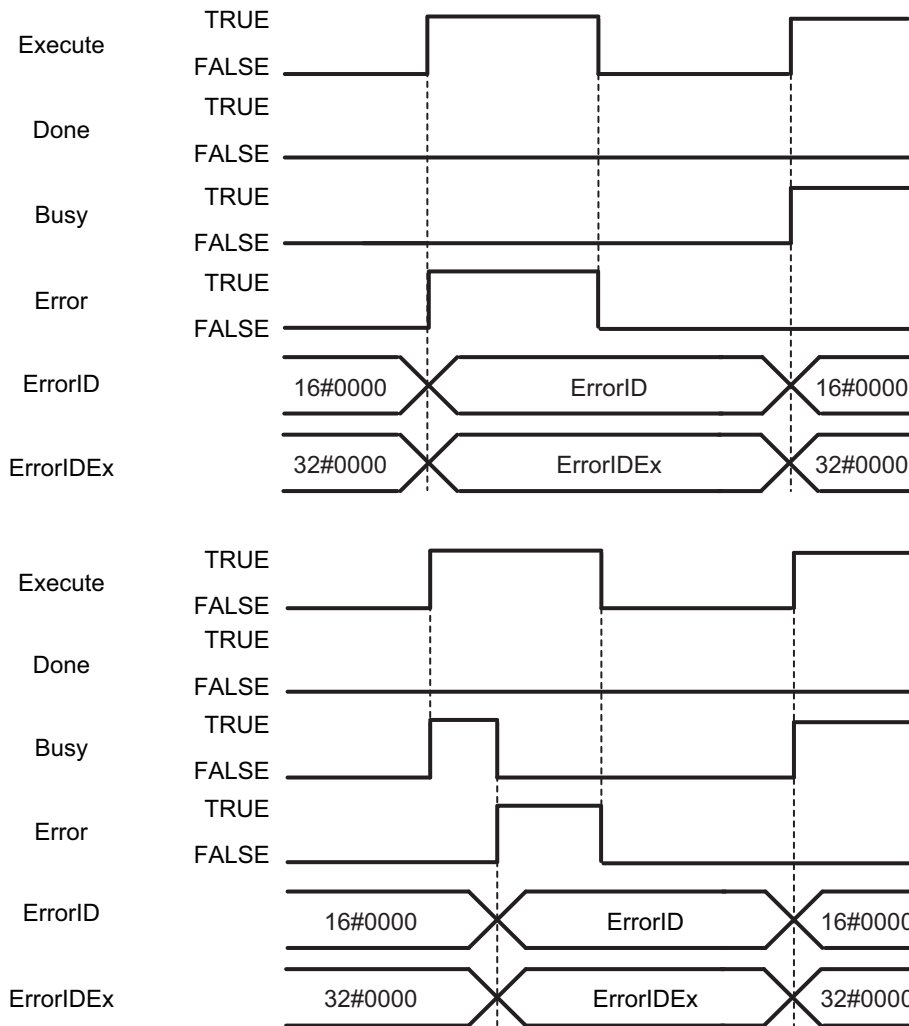 TRUE
Execute
FALSE
TRUE
Done
FALSE
TRUE
Busy
FALSE
TRUE
Error
FALSE
ErrorID 16#0000 ErrorID 16#0000
ErrorIDEx 32#0000 ErrorIDEx 32#0000
TRUE
Execute
FALSE
TRUE
Done
FALSE
TRUE
Busy
FALSE
TRUE
Error
FALSE
ErrorID 16#0000 ErrorID 16#0000
ErrorIDEx 32#0000 ErrorIDEx 32#0000